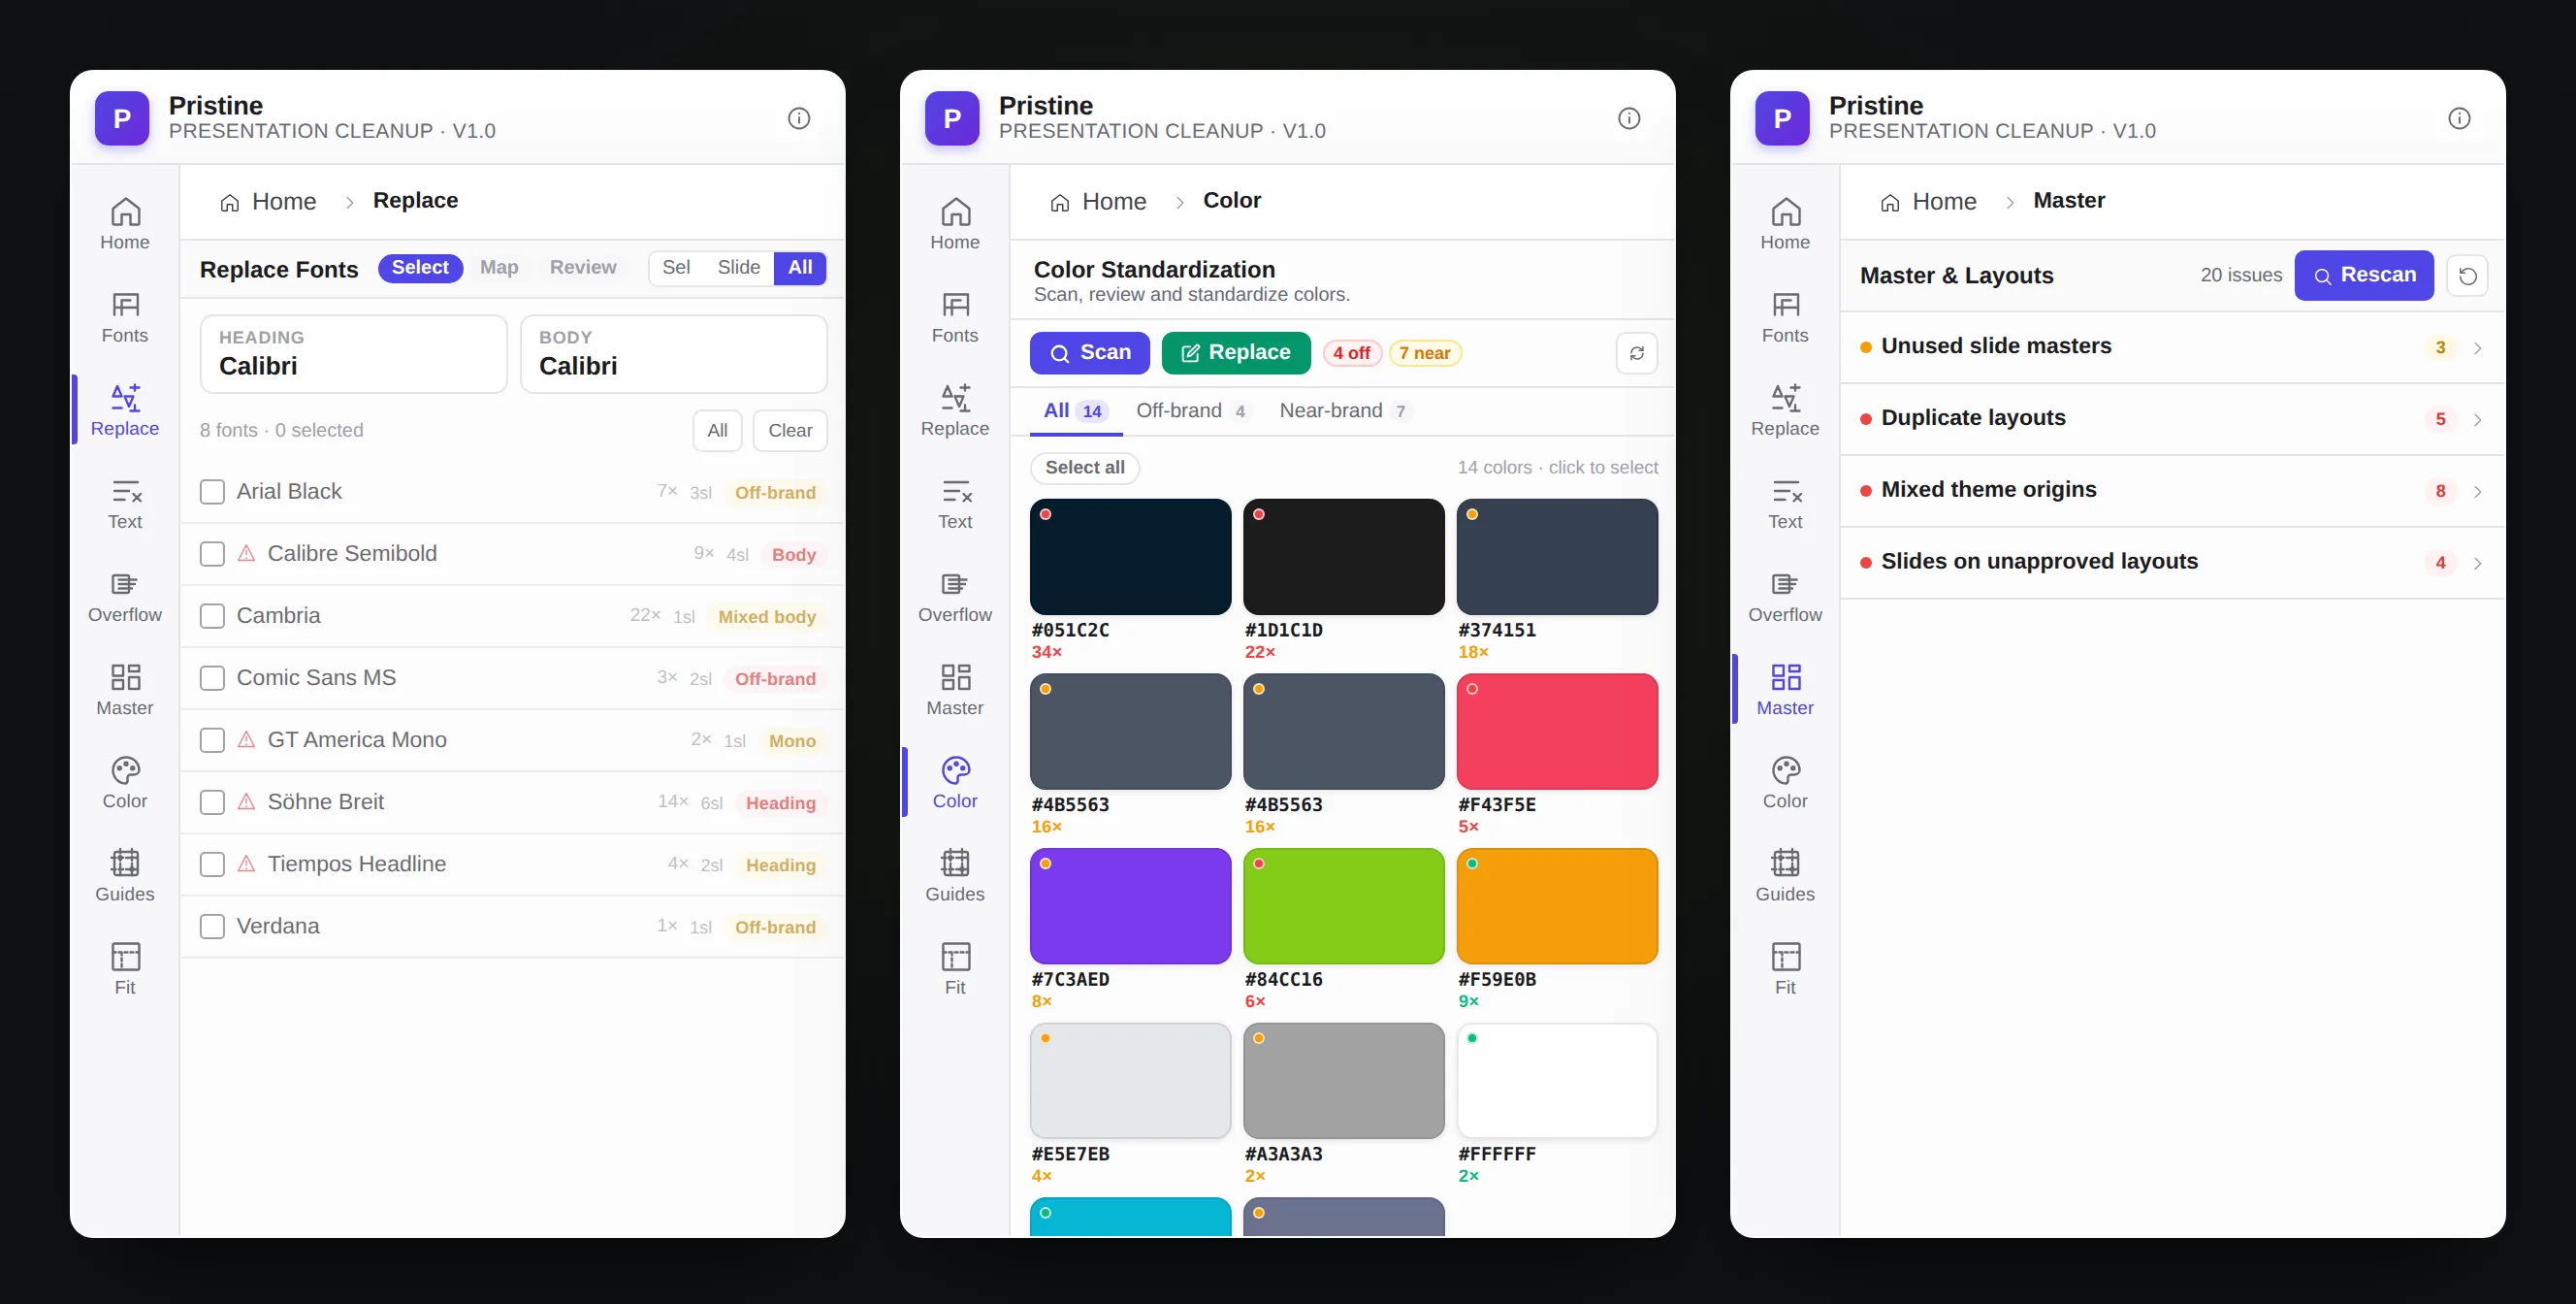 P
Pristine
PRESENTATION CLEANUP · V1.0
Home
Fonts
Replace
Text
Overflow
Master
Color
Guides
Fit
Home > Replace
Replace Fonts Select Map Review Sel Slide All
HEADING
Calibri
BODY
Calibri
8 fonts · 0 selected All Clear
Arial Black 7× 3sl Off-brand
Calibre Semibold 9× 4sl Body
Cambria 22× 1sl Mixed body
Comic Sans MS 3× 2sl Off-brand
GT America Mono 2× 1sl Mono
Söhne Breit 14× 6sl Heading
Tiempos Headline 4× 2sl Heading
Verdana 1× 1sl Off-brand
P
Pristine
PRESENTATION CLEANUP · V1.0
Home
Fonts
Replace
Text
Overflow
Master
Color
Guides
Fit
Home > Color
Color Standardization
Scan, review and standardize colors.
Scan Replace 4 off 7 near
All 14 Off-brand 4 Near-brand 7
Select all 14 colors · click to select
#051C2C #1D1C1D #374151
34× 22× 18×
#4B5563 #4B5563 #F43F5E
16× 16× 5×
#7C3AED #84CC16 #F59E0B
8× 6× 9×
#E5E7EB #A3A3A3 #FFFFFF
4× 2× 2×
P
Pristine
PRESENTATION CLEANUP · V1.0
Home
Fonts
Replace
Text
Overflow
Master
Color
Guides
Fit
Home > Master
Master & Layouts 20 issues Rescan
Unused slide masters 3
Duplicate layouts 5
Mixed theme origins 8
Slides on unapproved layouts 4